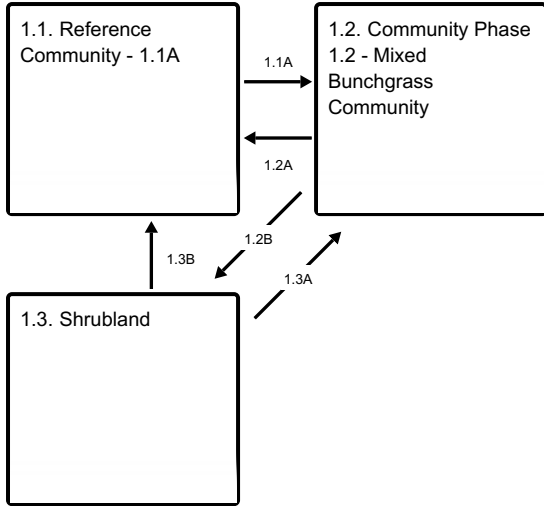 1.1. Reference
Community - 1.1A
1.1A
1.2. Community Phase
1.2 - Mixed
Bunchgrass
Community
1.2A
1.2B
1.3B
1.3A
1.3. Shrubland